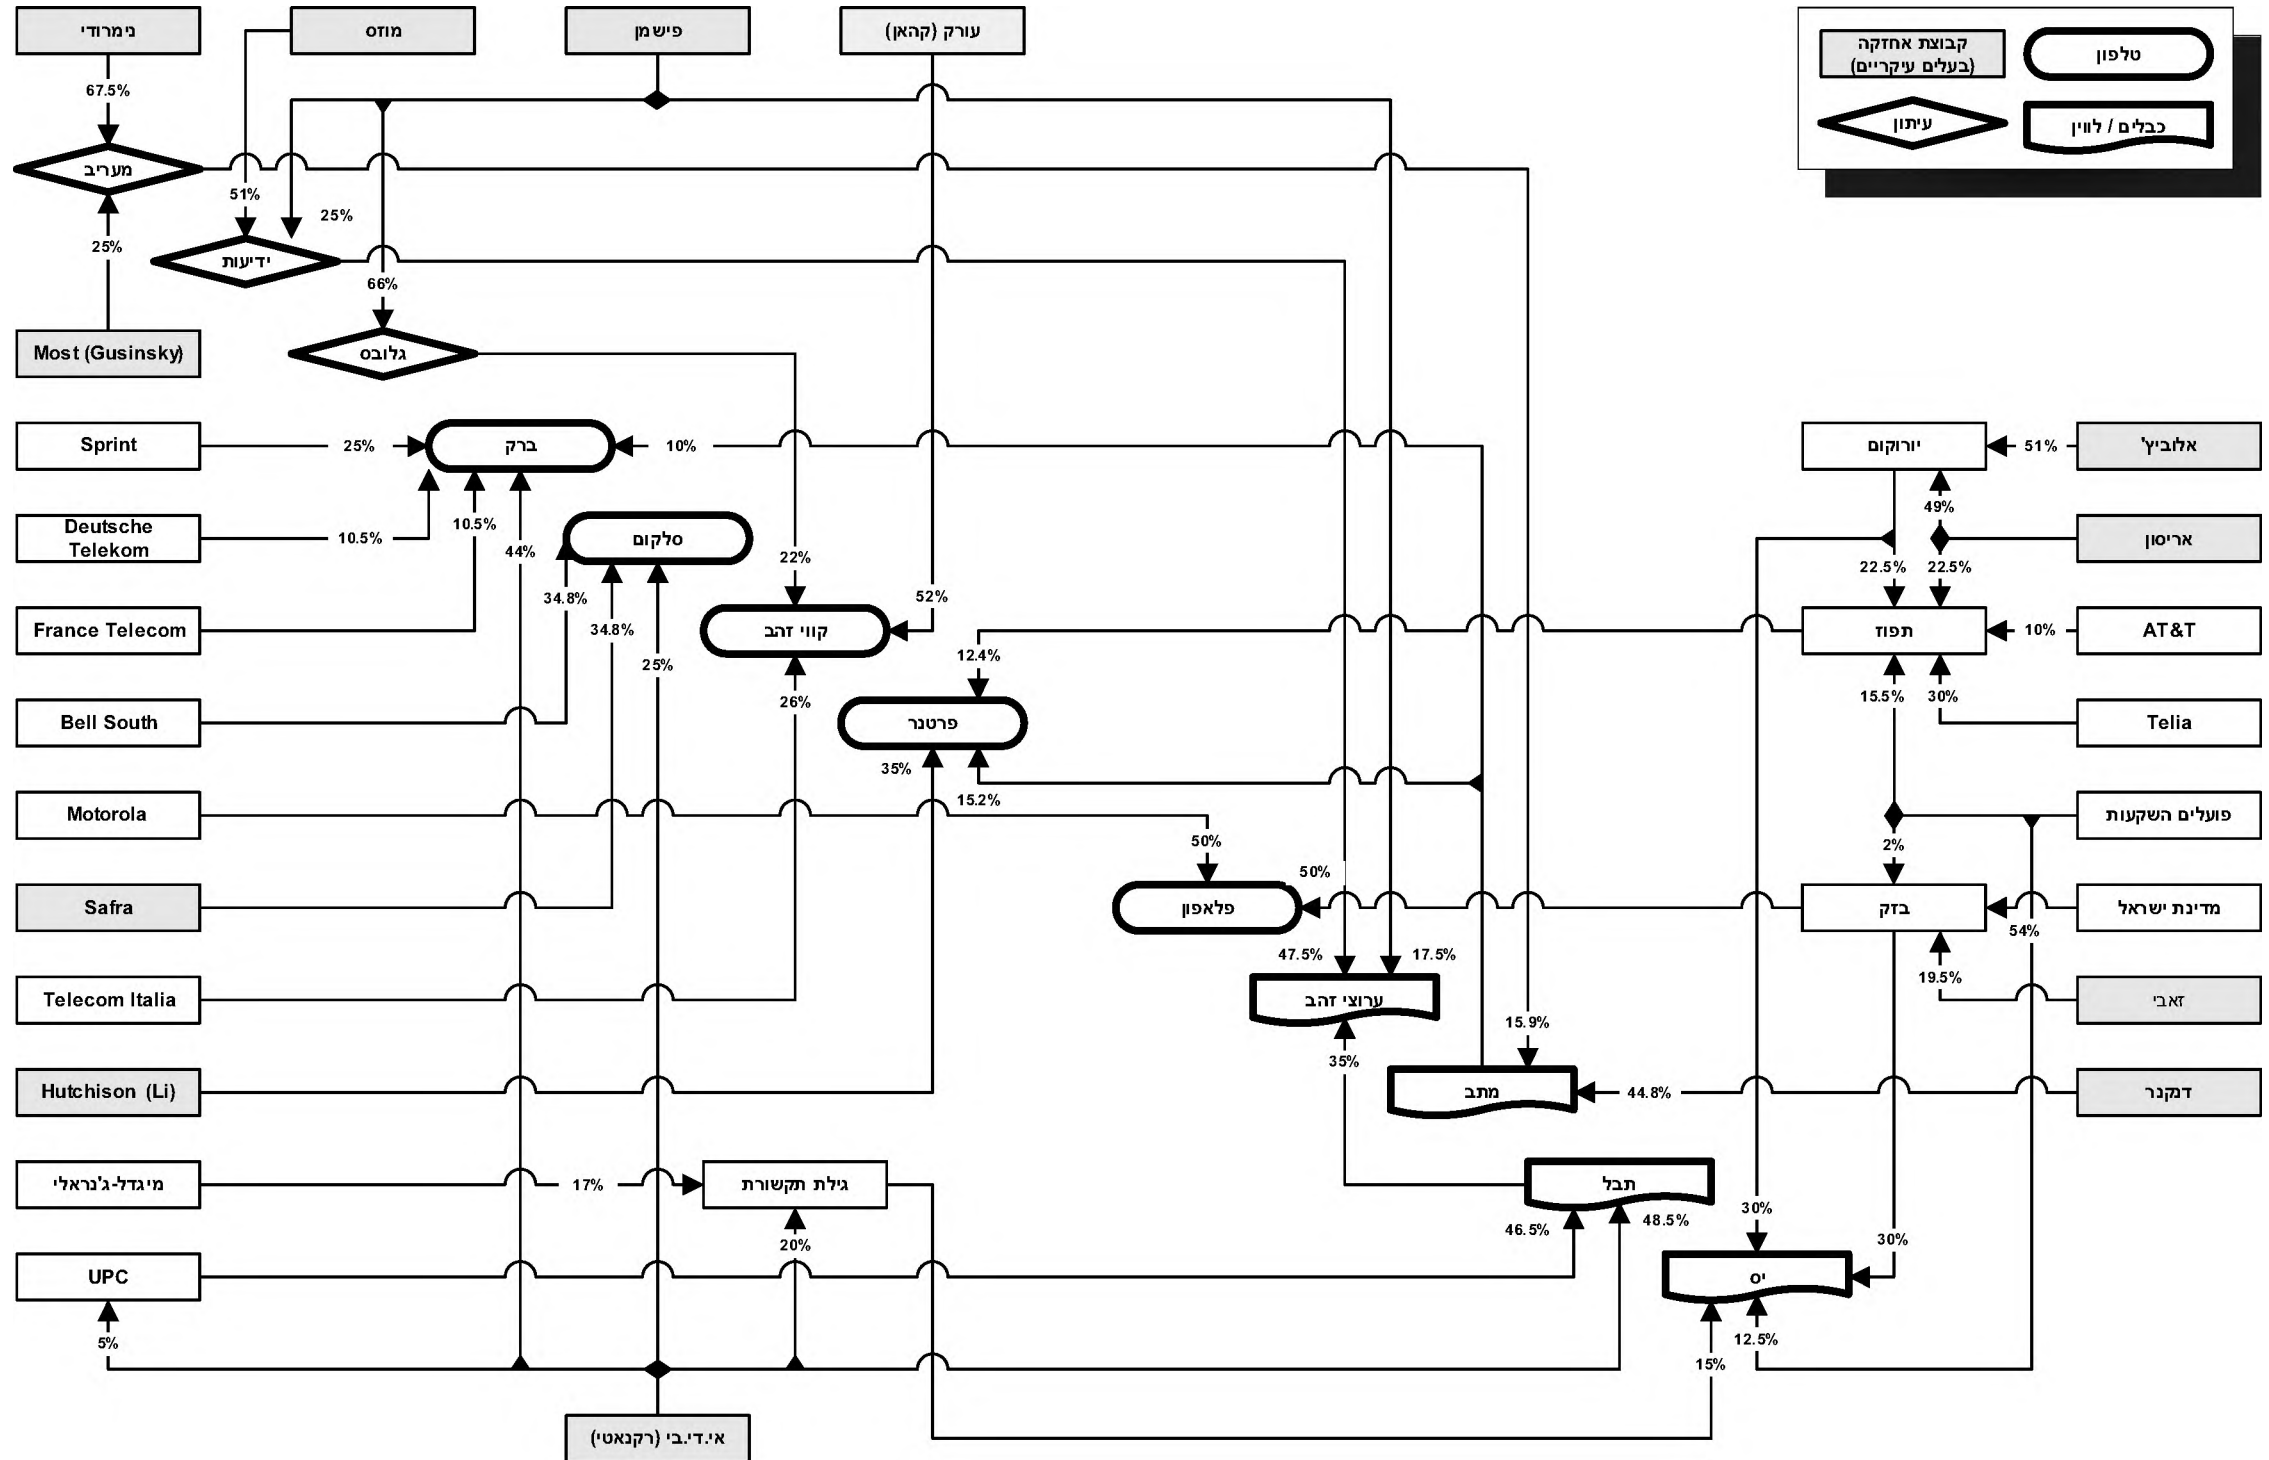 נימרודי
מוזס
פישמן
עורק (קהאן)
קבוצת אחזקה
(בעלים עיקריים)
טלפון
עיתון
כבלים / לווין
67.5%
מעריב
51%
25%
25%
ידיעות
66%
Most (Gusinsky)
גלובס
Sprint
25%
ברק
10%
יורוקום
51%
אלוביץ'
Deutsche
Telekom
10.5%
10.5%
44%
סלקום
22%
49%
אריסון
22.5%
22.5%
34.8%
52%
France Telecom
34.8%
קווי זהב
תפוז
10%
AT&T
25%
12.4%
26%
15.5%
30%
Bell South
פרטנר
Telia
35%
15.2%
Motorola
פועלים השקעות
50%
2%
50%
Safra
פלאפון
בזק
מדינת ישראל
54%
47.5%
17.5%
19.5%
Telecom Italia
ערוצי זהב
זאבי
15.9%
35%
Hutchison (Li)
מתב
44.8%
דנקנר
מיגדל-ג'נראלי
17%
גילת תקשורת
תבל
46.5%
48.5%
30%
20%
30%
UPC
יס
5%
12.5%
15%
אי.די.בי (רקנאטי)